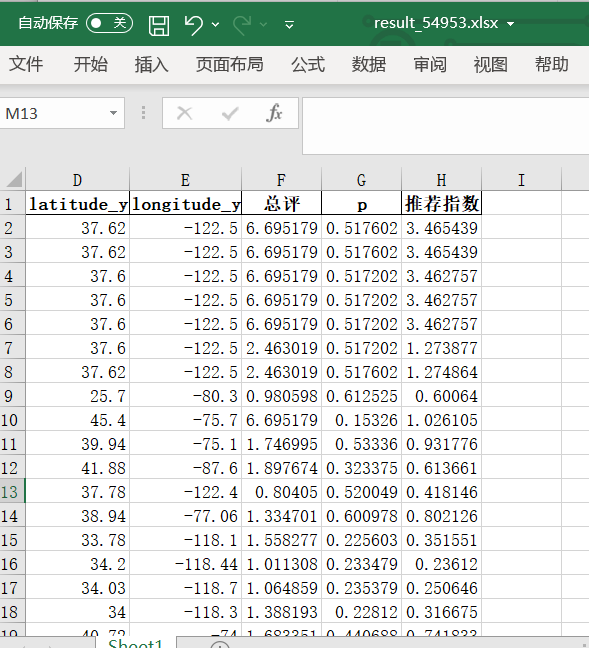 自动保存 关 result_54953.xlsx
文件 开始 插入 页面布局 公式 数据 审阅 视图 帮助
M13 fx
D E F G H I
1 latitude_y longitude_y 总评 p 推荐指数
2 37.62 -122.5 6.695179 0.517602 3.465439
3 37.62 -122.5 6.695179 0.517602 3.465439
4 37.6 -122.5 6.695179 0.517202 3.462757
5 37.6 -122.5 6.695179 0.517202 3.462757
6 37.6 -122.5 6.695179 0.517202 3.462757
7 37.6 -122.5 2.463019 0.517202 1.273877
8 37.62 -122.5 2.463019 0.517602 1.274864
9 25.7 -80.3 0.980598 0.612525 0.60064
10 45.4 -75.7 6.695179 0.15326 1.026105
11 39.94 -75.1 1.746995 0.53336 0.931776
12 41.88 -87.6 1.897674 0.323375 0.613661
13 37.78 -122.4 0.80405 0.520049 0.418146
14 38.94 -77.06 1.334701 0.600978 0.802126
15 33.78 -118.1 1.558277 0.225603 0.351551
16 34.2 -118.44 1.011308 0.233479 0.23612
17 34.03 -118.7 1.064859 0.235379 0.250646
18 34 -118.3 1.388193 0.22812 0.316675
19 40.72 -74 1.683351 0.440688 0.741833
Sheet1